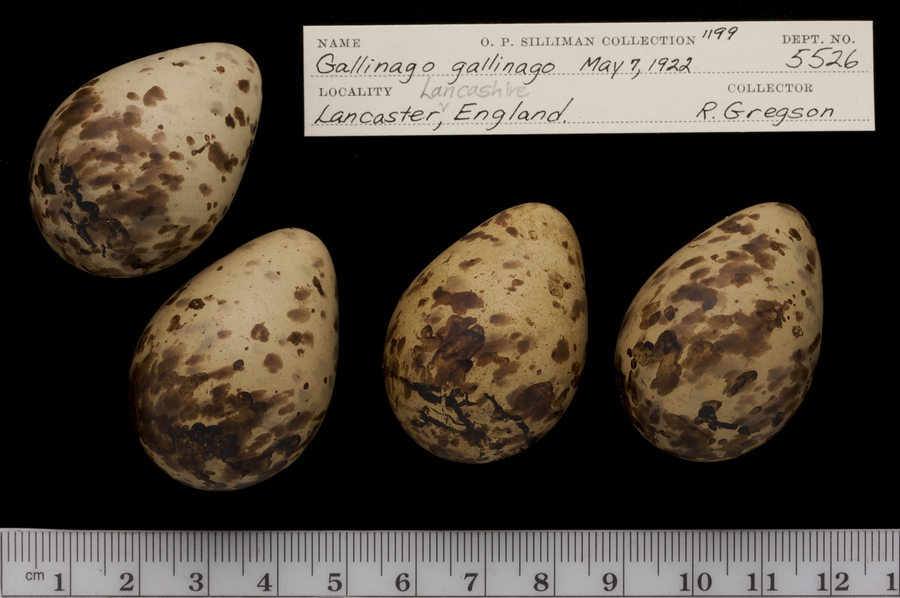 NAME O. P. SILLIMAN COLLECTION 1199 DEPT. NO.
Gallinago gallinago May 7, 1922 5526
LOCALITY Lancashire COLLECTOR
Lancaster, England. R. Gregson
cm 1 2 3 4 5 6 7 8 9 10 11 12 1